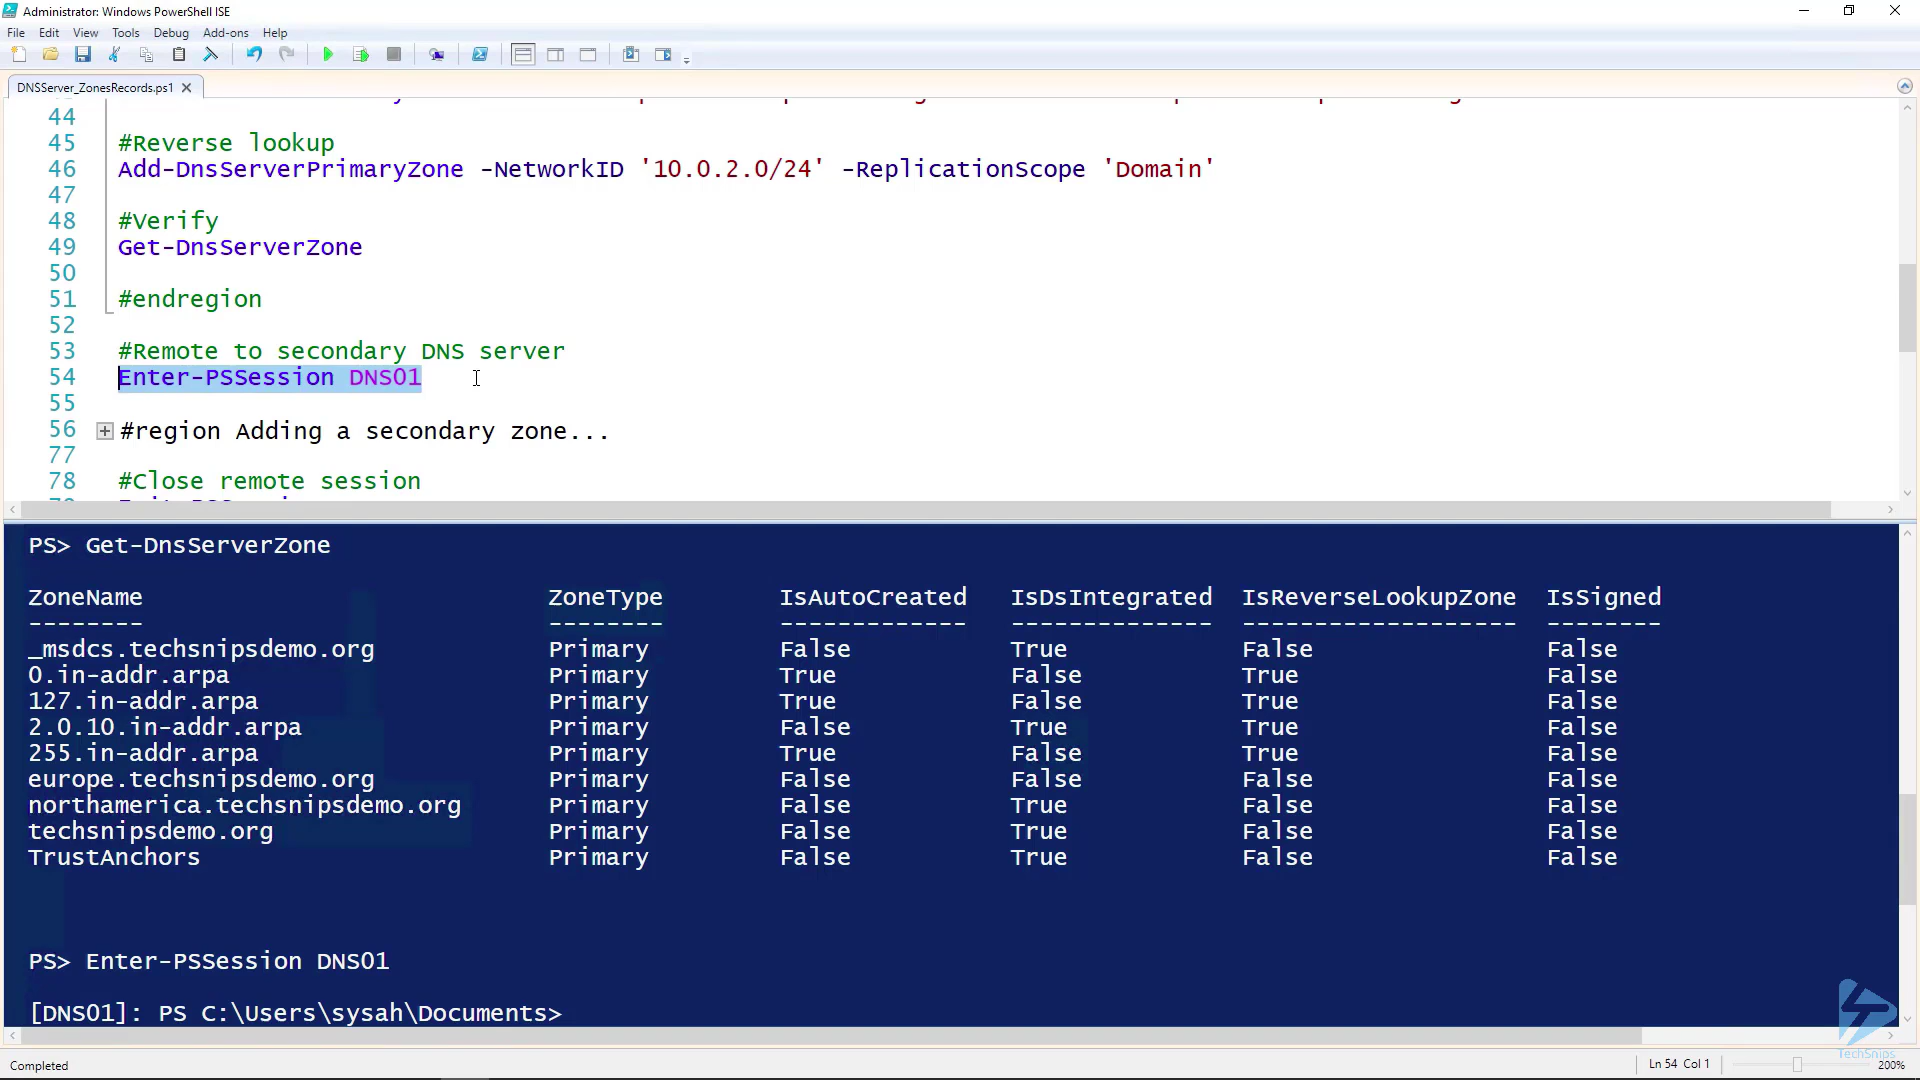 Administrator: Windows PowerShell ISE
File Edit View Tools Debug Add-ons Help
DNSServer_ZonesRecords.ps1
44
45 #Reverse lookup
46 Add-DnsServerPrimaryZone -NetworkID '10.0.2.0/24' -ReplicationScope 'Domain'
47
48 #Verify
49 Get-DnsServerZone
50
51 #endregion
52
53 #Remote to secondary DNS server
54 Enter-PSSession DNS01
55
56 #region Adding a secondary zone...
77
78 #Close remote session
PS> Get-DnsServerZone
ZoneName ZoneType IsAutoCreated IsDsIntegrated IsReverseLookupZone IsSigned
-------- -------- ------------- -------------- ------------------- --------
_msdcs.techsnipsdemo.org Primary False True False False
0.in-addr.arpa Primary True False True False
127.in-addr.arpa Primary True False True False
2.0.10.in-addr.arpa Primary False True True False
255.in-addr.arpa Primary True False True False
europe.techsnipsdemo.org Primary False False False False
northamerica.techsnipsdemo.org Primary False True False False
techsnipsdemo.org Primary False True False False
TrustAnchors Primary False True False False
PS> Enter-PSSession DNS01
[DNS01]: PS C:\Users\sysah\Documents>
TechSnips
Completed Ln 54 Col 1 200%